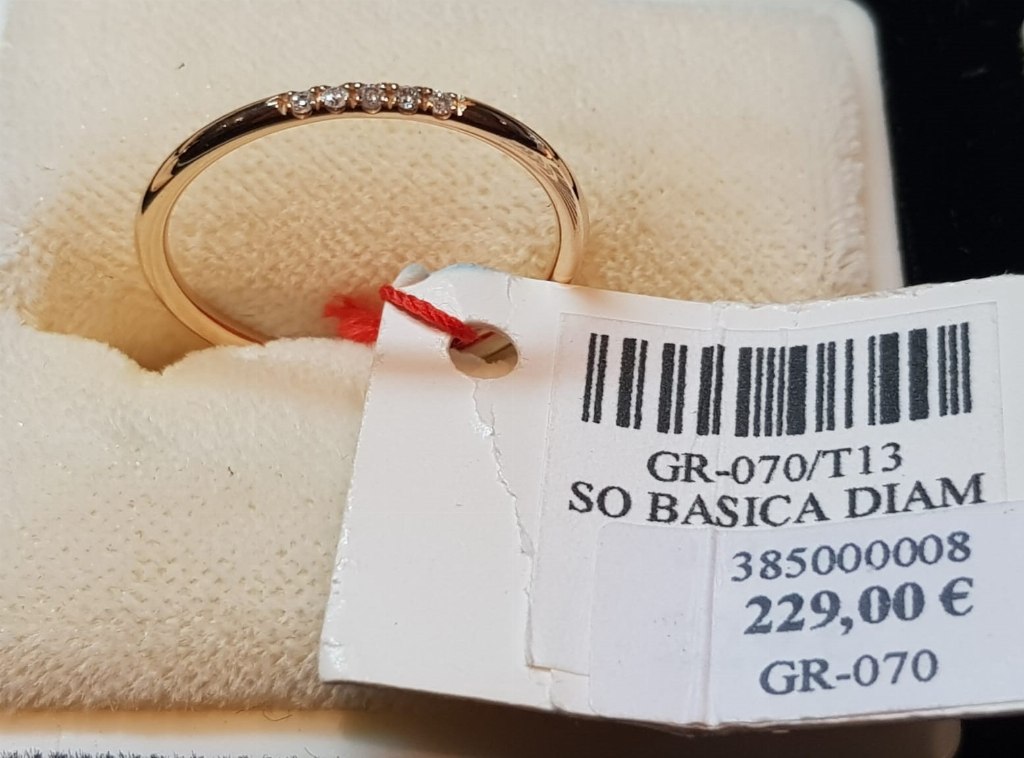 GR-070/T13
SO BASICA DIAM
385000008
229,00 €
GR-070